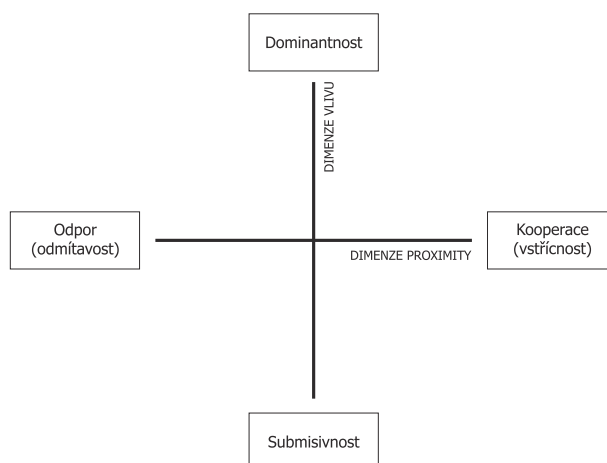 Dominantnost
DIMENZE VLIVU
Odpor
(odmítavost)
Kooperace
(vstřícnost)
DIMENZE PROXIMITY
Submisivnost